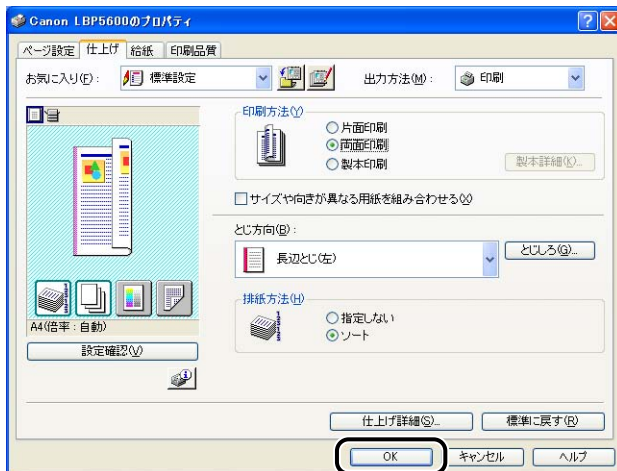 Canon LBP5600のプロパティ
ページ設定 仕上げ 給紙 印刷品質
お気に入り(F): 標準設定 出力方法(M): 印刷
印刷方法(Y)
片面印刷
両面印刷
製本印刷 製本詳細(K)...
サイズや向きが異なる用紙を組み合わせる(X)
とじ方向(B):
長辺とじ(左) とじしろ(G)...
排紙方法(H)
指定しない
ソート
A4(倍率:自動)
設定確認(V)
仕上げ詳細(S)... 標準に戻す(R)
OK キャンセル ヘルプ